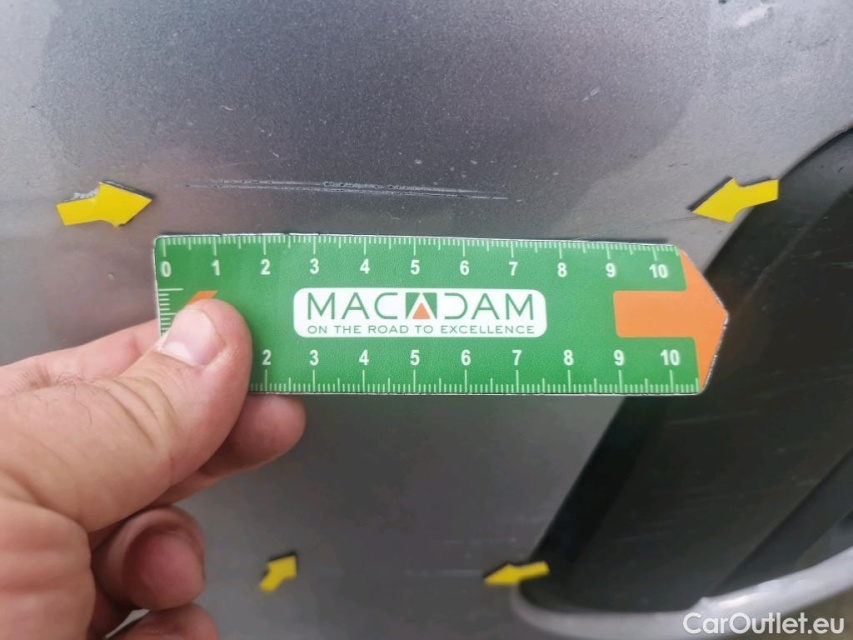 0 1 2 3 4 5 6 7 8 9 10
MACADAM
ON THE ROAD TO EXCELLENCE
2 3 4 5 6 7 8 9 10
CarOutlet.eu